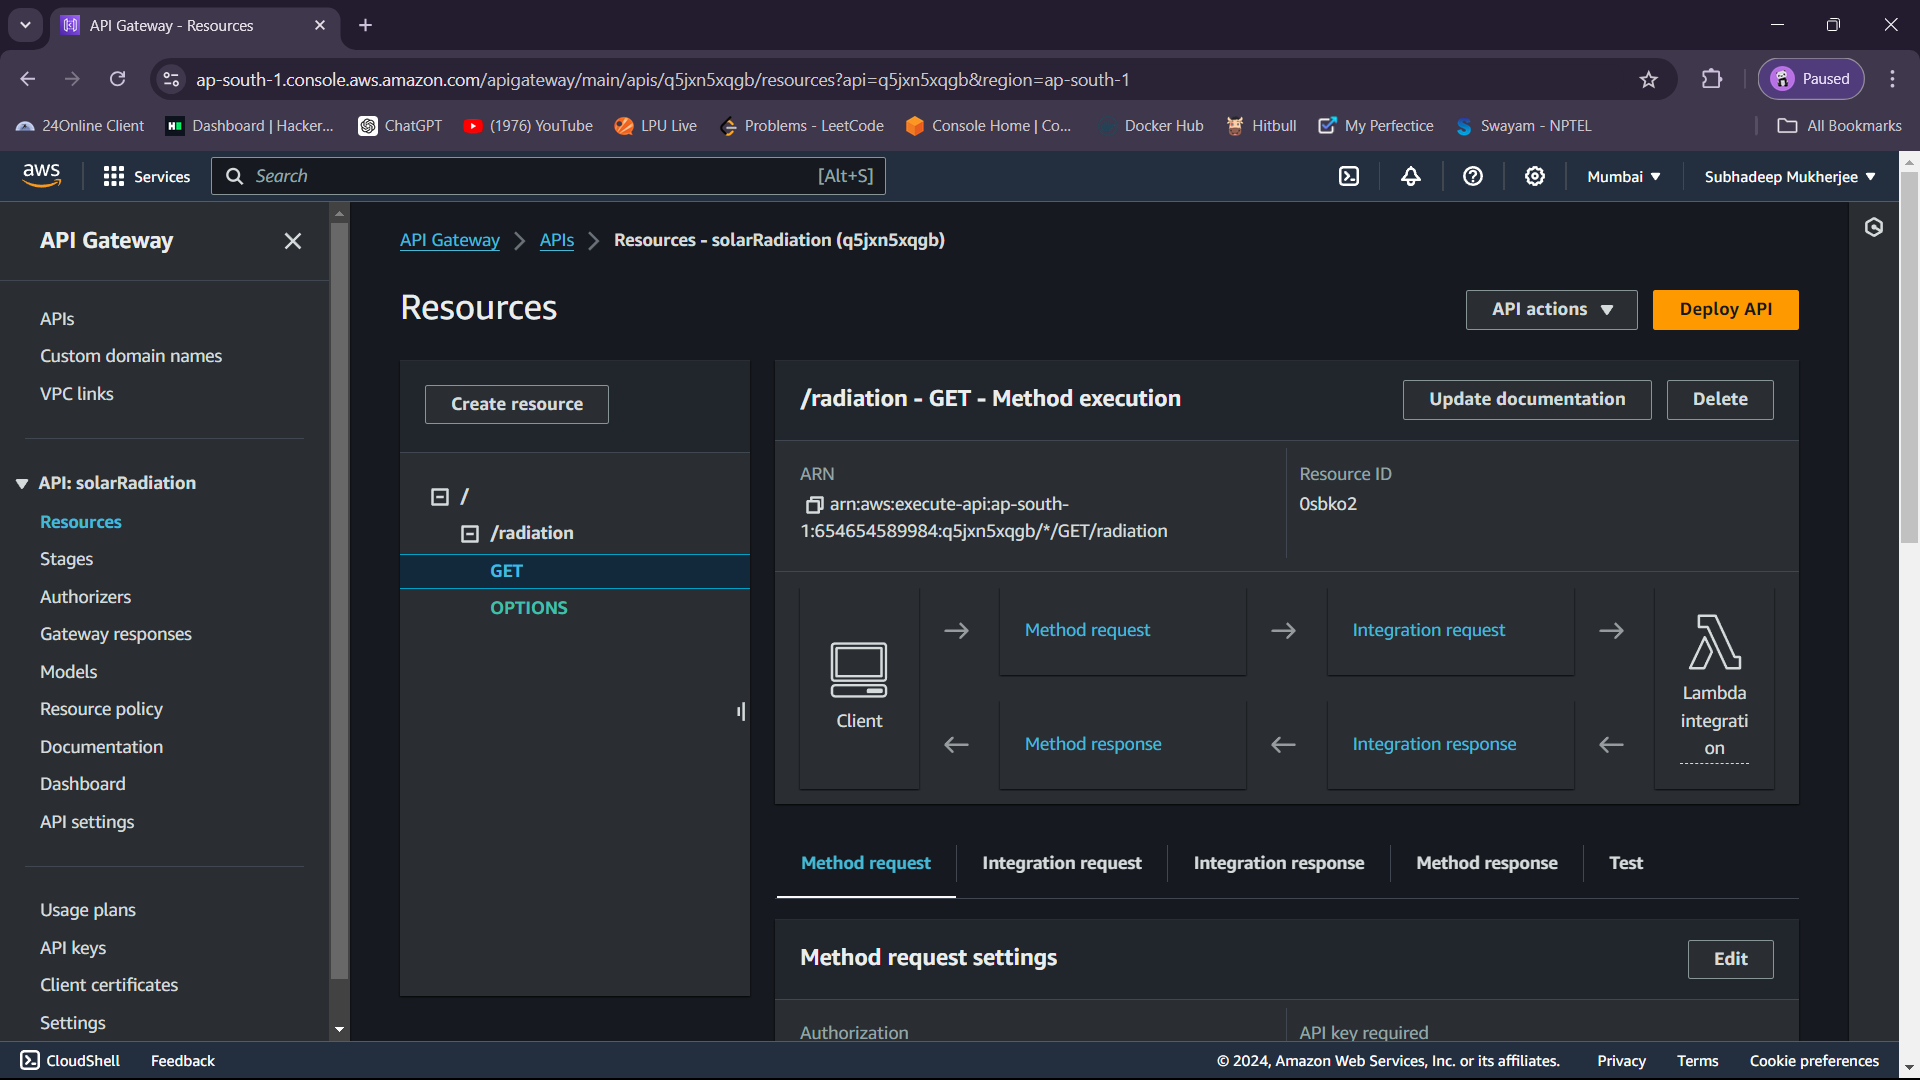 API Gateway - Resources
ap-south-1.console.aws.amazon.com/apigateway/main/apis/q5jxn5xqgb/resources?api=q5jxn5xqgb&region=ap-south-1
Paused
24Online Client
Dashboard | Hacker...
ChatGPT
(1976) YouTube
LPU Live
Problems - LeetCode
Console Home | Co...
Docker Hub
Hitbull
My Perfectice
Swayam - NPTEL
All Bookmarks
aws
Services
Search
[Alt+S]
Mumbai
Subhadeep Mukherjee
API Gateway
APIs
Custom domain names
VPC links
API: solarRadiation
Resources
Stages
Authorizers
Gateway responses
Models
Resource policy
Documentation
Dashboard
API settings
Usage plans
API keys
Client certificates
Settings
API Gateway
APIs
Resources - solarRadiation (q5jxn5xqgb)
Resources
API actions
Deploy API
Create resource
/
/radiation
GET
OPTIONS
/radiation - GET - Method execution
Update documentation
Delete
ARN
arn:aws:execute-api:ap-south-
1:654654589984:q5jxn5xqgb/*/GET/radiation
Resource ID
0sbko2
Client
Method request
Integration request
Method response
Integration response
Lambda
integrati
on
Method request
Integration request
Integration response
Method response
Test
Method request settings
Edit
Authorization
API key required
CloudShell
Feedback
© 2024, Amazon Web Services, Inc. or its affiliates.
Privacy
Terms
Cookie preferences